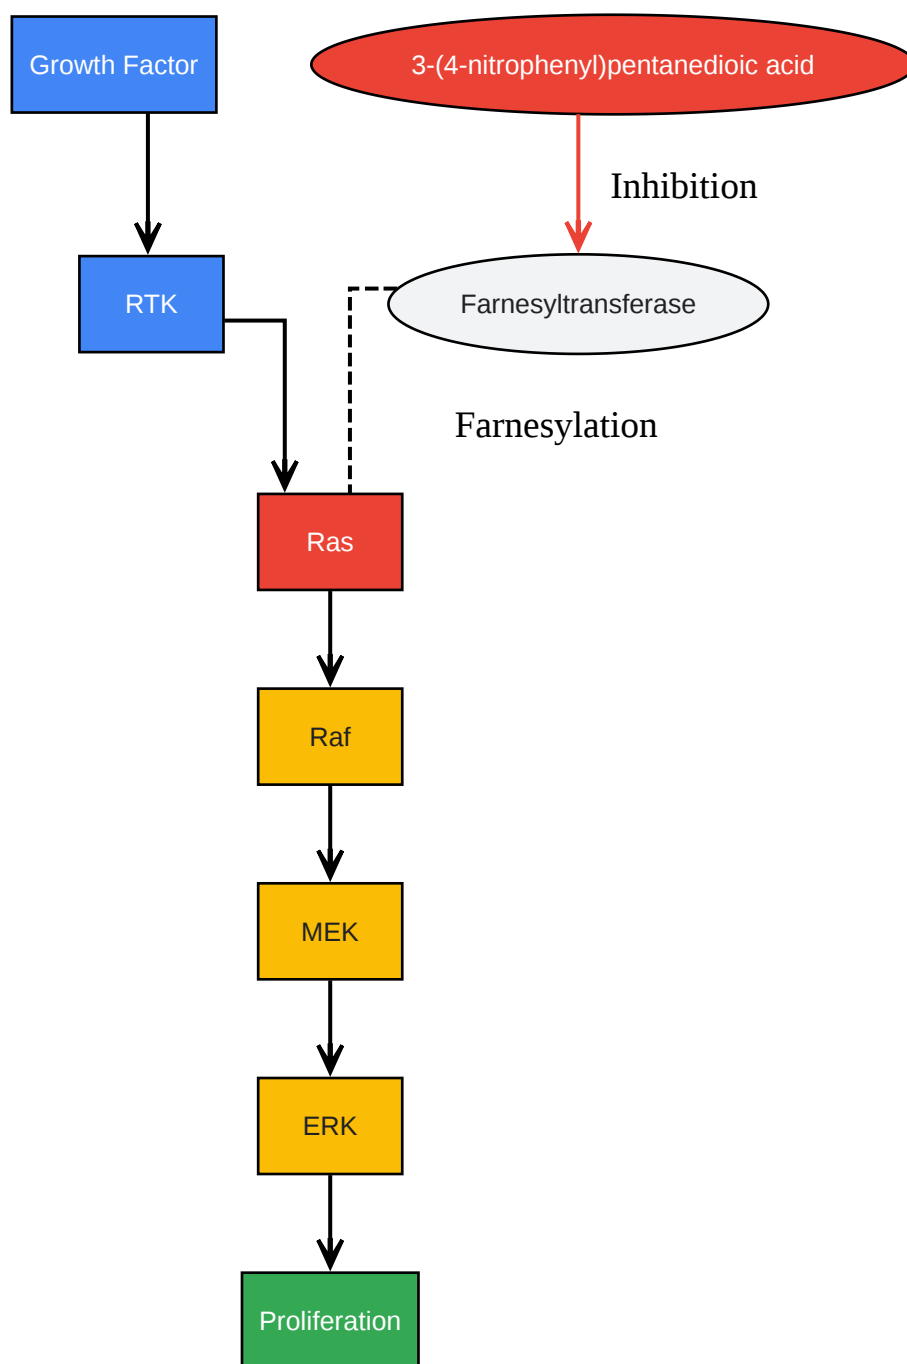 Growth Factor
3-(4-nitrophenyl)pentanedioic acid
Inhibition
RTK
Farnesyltransferase
Farnesylation
Ras
Raf
MEK
ERK
Proliferation